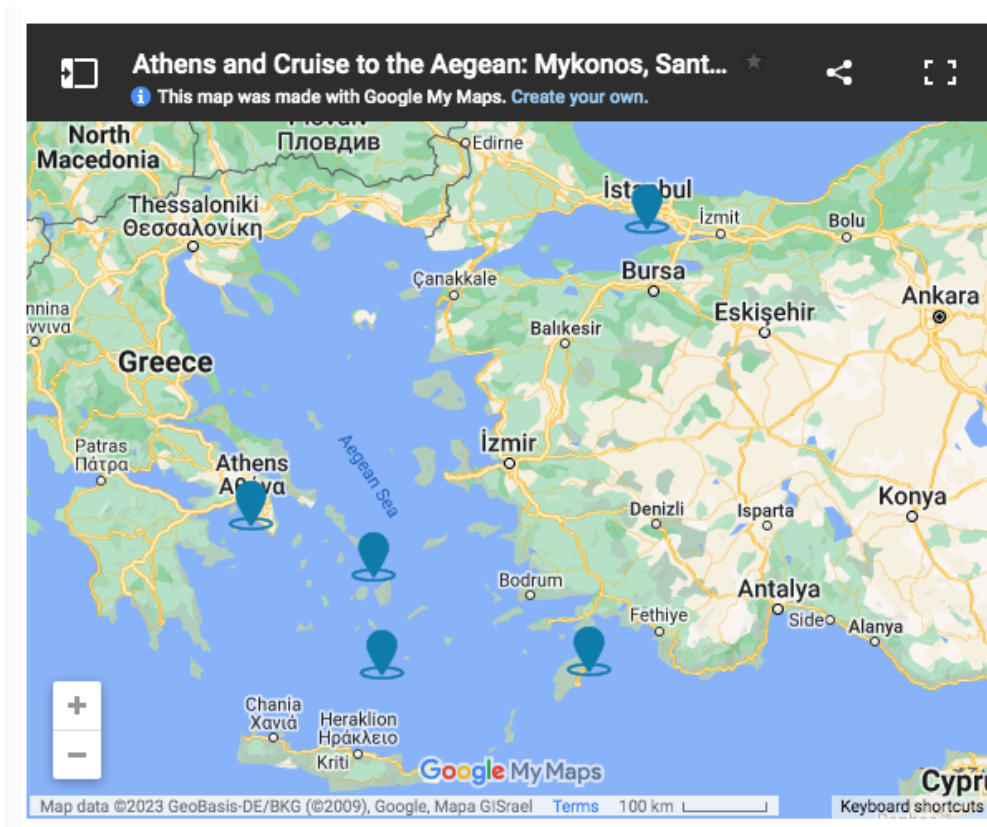 Athens and Cruise to the Aegean: Mykonos, Sant...
This map was made with Google My Maps. Create your own.
North
Macedonia
Пловдив
Edirne
İstanbul
Thessaloniki
Θεσσαλονίκη
İzmit
Bolu
Çanakkale
Bursa
Ankara
Eskişehir
Balıkesir
Greece
Patras
Πάτρα
Athens
Αθήνα
Aegean Sea
İzmir
Denizli
Isparta
Konya
Bodrum
Antalya
Fethiye
Side
Alanya
Chania
Χανιά
Heraklion
Ηράκλειο
Kriti
Google My Maps
Map data ©2023 GeoBasis-DE/BKG (©2009), Google, Mapa GISrael Terms 100 km
Keyboard shortcuts